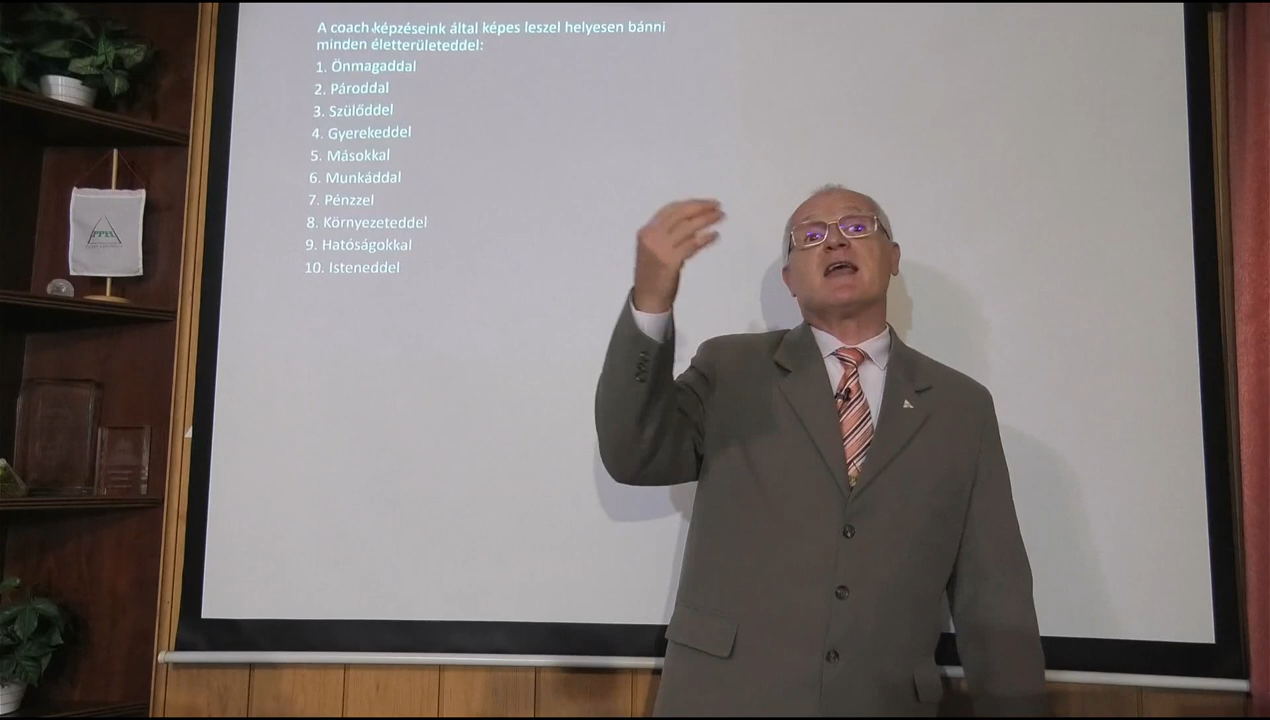 A coach képzéseink által képes leszel helyesen bánni
minden életterületeddel:
1. Önmagaddal
2. Pároddal
3. Szülőddel
4. Gyerekeddel
5. Másokkal
6. Munkáddal
7. Pénzzel
8. Környezeteddel
9. Hatóságokkal
10. Isteneddel